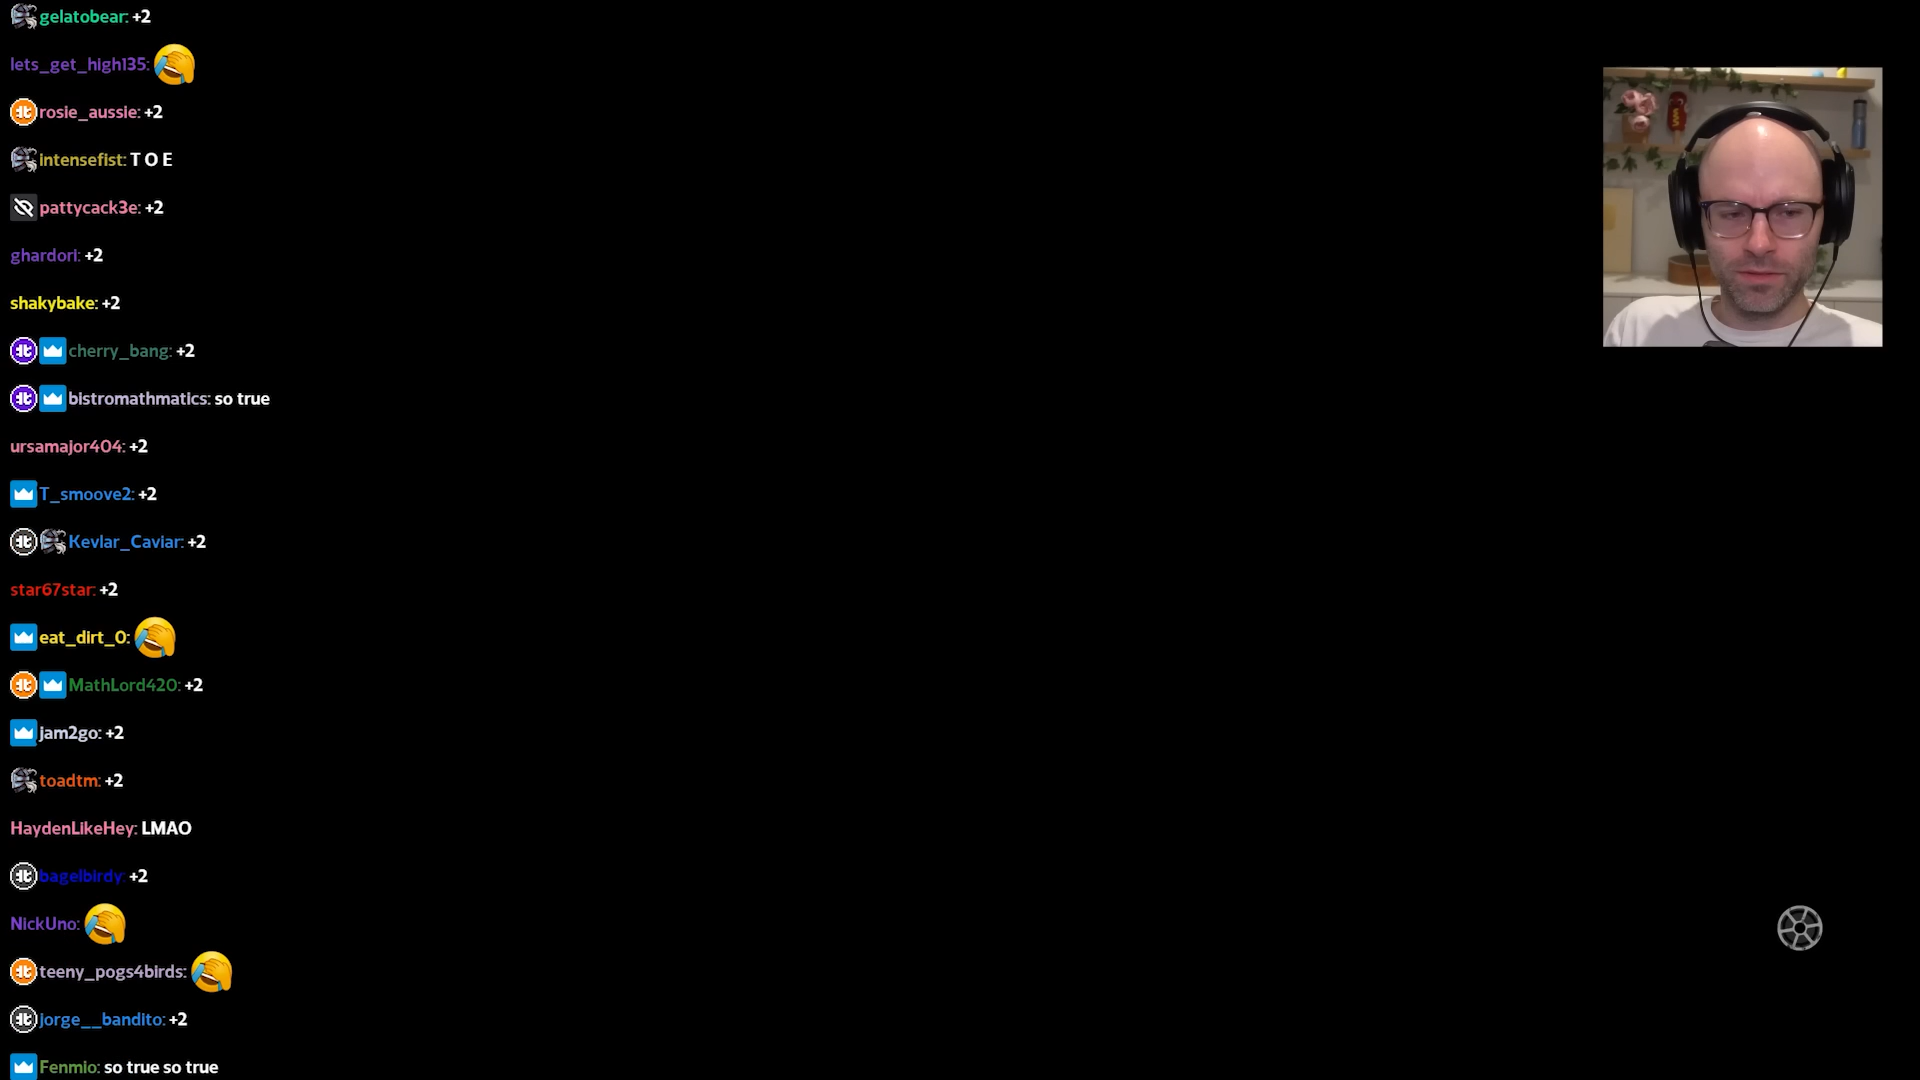 gelatobear: +2
lets_get_high135:
rosie_aussie: +2
intensefist: T O E
pattycack3e: +2
ghardori: +2
shakybake: +2
cherry_bang: +2
bistromathmatics: so true
ursamajor404: +2
T_smoove2: +2
Kevlar_Caviar: +2
star67star: +2
eat_dirt_0:
MathLord420: +2
jam2go: +2
toadtm: +2
HaydenLikeHey: LMAO
bagelbirdy: +2
NickUno:
teeny_pogs4birds:
jorge__bandito: +2
Fenmio: so true so true